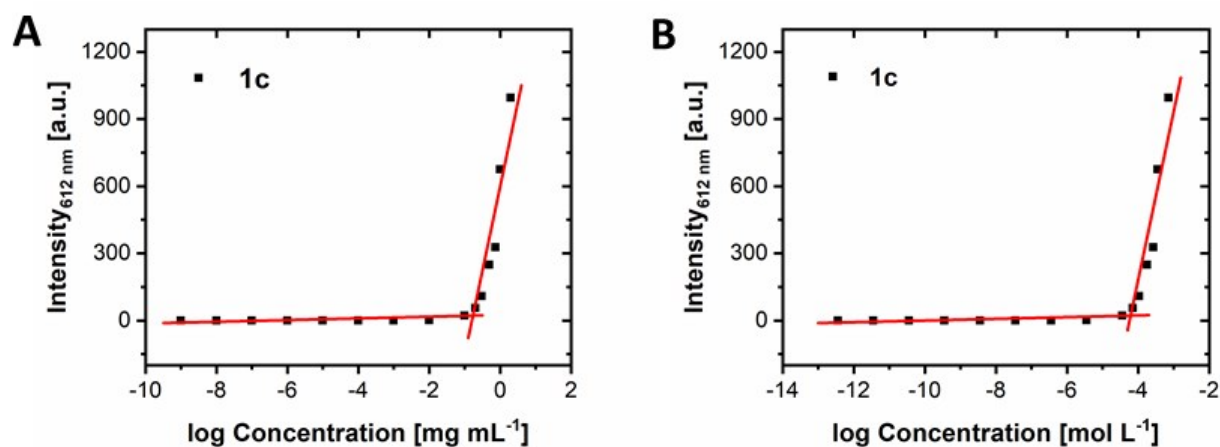 A
1200
900
600
300
0
1c
Intensity612 nm [a.u.]
-10 -8 -6 -4 -2 0 2
log Concentration [mg mL-1]
B
1200
900
600
300
0
1c
Intensity612 nm [a.u.]
-14 -12 -10 -8 -6 -4 -2
log Concentration [mol L-1]